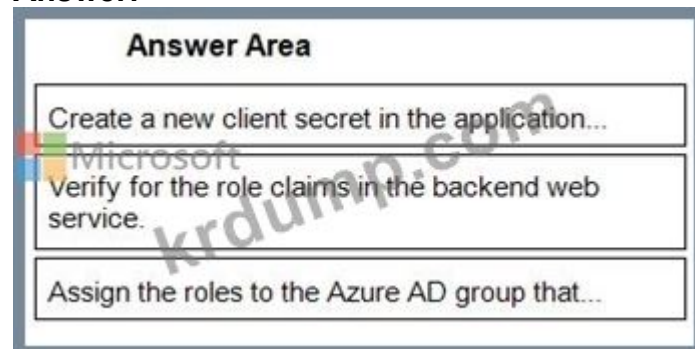 Answer Area
Create a new client secret in the application...
Microsoft
Verify for the role claims in the backend web
service.
krdump.com
Assign the roles to the Azure AD group that...